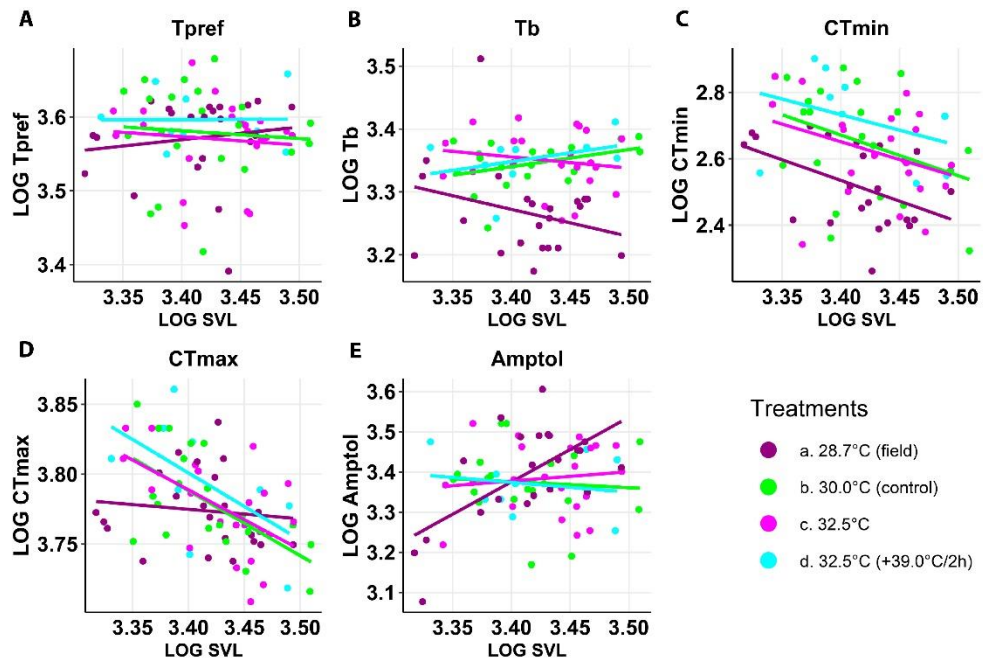 A
Tpref
LOG Tpref
3.6
3.5
3.4
3.35 3.40 3.45 3.50
LOG SVL
B
Tb
LOG Tb
3.5
3.4
3.3
3.2
3.35 3.40 3.45 3.50
LOG SVL
C
CTmin
LOG CTmin
2.8
2.6
2.4
3.35 3.40 3.45 3.50
LOG SVL
D
CTmax
LOG CTmax
3.85
3.80
3.75
3.35 3.40 3.45 3.50
LOG SVL
E
Amptol
LOG Amptol
3.6
3.5
3.4
3.3
3.2
3.1
3.35 3.40 3.45 3.50
LOG SVL
Treatments
a. 28.7°C (field)
b. 30.0°C (control)
c. 32.5°C
d. 32.5°C (+39.0°C/2h)